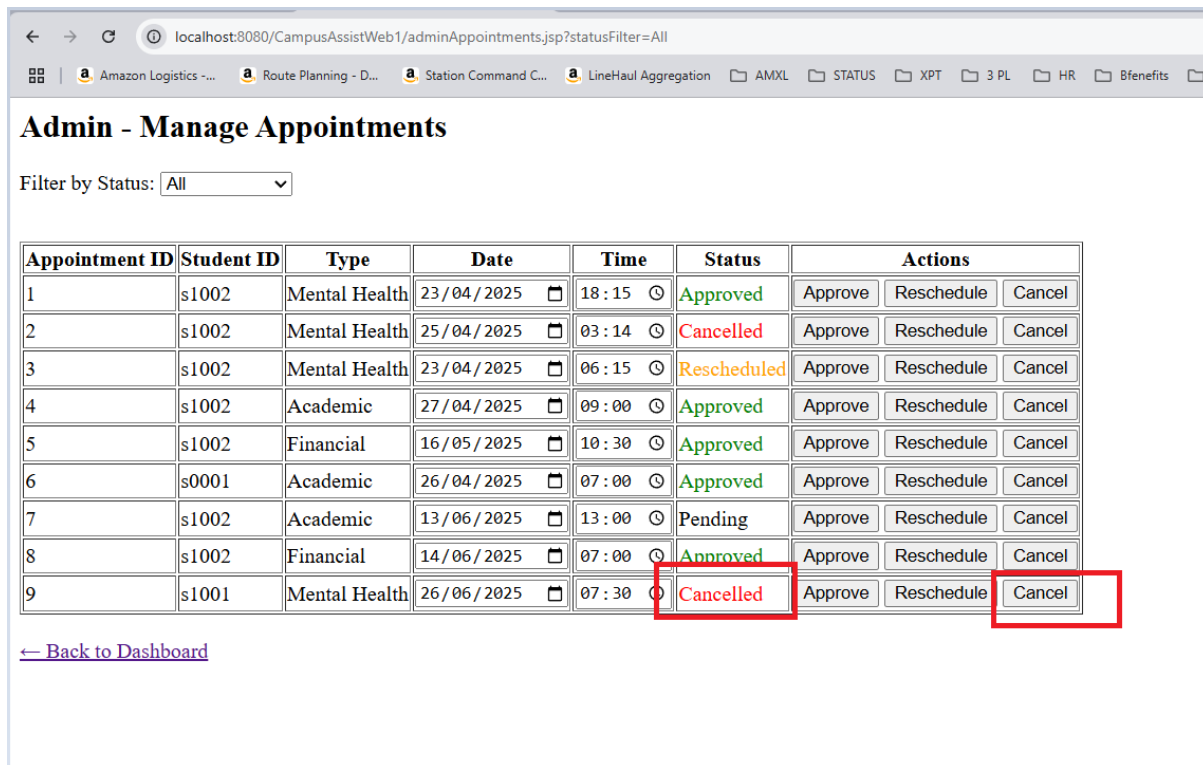 localhost:8080/CampusAssistWeb1/adminAppointments.jsp?statusFilter=All
Amazon Logistics -... Route Planning - D... Station Command C... LineHaul Aggregation AMXL STATUS XPT 3 PL HR Bfenefits
Admin - Manage Appointments
Filter by Status: All
Appointment ID Student ID Type Date Time Status Actions
1 s1002 Mental Health 23/04/2025 18:15 Approved Approve Reschedule Cancel
2 s1002 Mental Health 25/04/2025 03:14 Cancelled Approve Reschedule Cancel
3 s1002 Mental Health 23/04/2025 06:15 Rescheduled Approve Reschedule Cancel
4 s1002 Academic 27/04/2025 09:00 Approved Approve Reschedule Cancel
5 s1002 Financial 16/05/2025 10:30 Approved Approve Reschedule Cancel
6 s0001 Academic 26/04/2025 07:00 Approved Approve Reschedule Cancel
7 s1002 Academic 13/06/2025 13:00 Pending Approve Reschedule Cancel
8 s1002 Financial 14/06/2025 07:00 Approved Approve Reschedule Cancel
9 s1001 Mental Health 26/06/2025 07:30 Cancelled Approve Reschedule Cancel
← Back to Dashboard